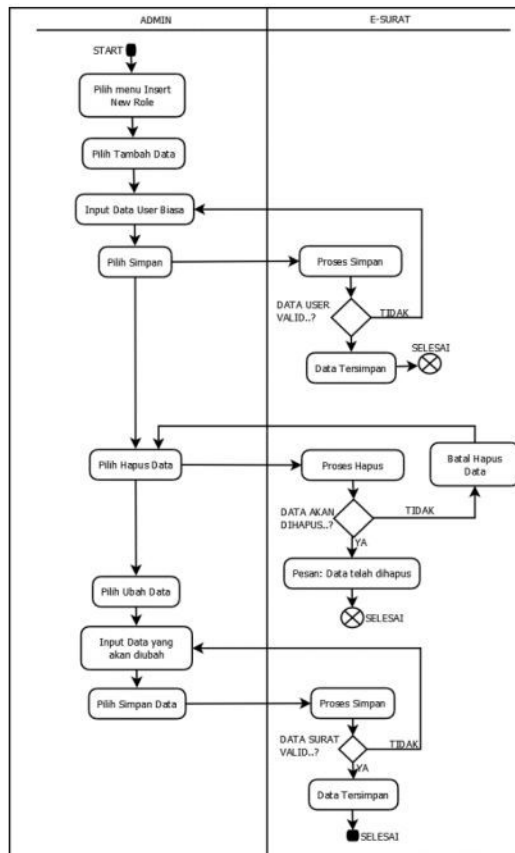 ADMIN
E-SURAT
START
Pilih menu Insert
New Role
Pilih Tambah Data
Input Data User Biasa
Pilih Simpan
Proses Simpan
DATA USER
VALID..?
TIDAK
SELESAI
Data Tersimpan
Pilih Hapus Data
Proses Hapus
Batal Hapus
Data
DATA AKAN
DIHAPUS..?
TIDAK
YA
Pesan: Data telah dihapus
SELESAI
Pilih Ubah Data
Input Data yang
akan diubah
Pilih Simpan Data
Proses Simpan
DATA SURAT
VALID..?
TIDAK
YA
Data Tersimpan
SELESAI